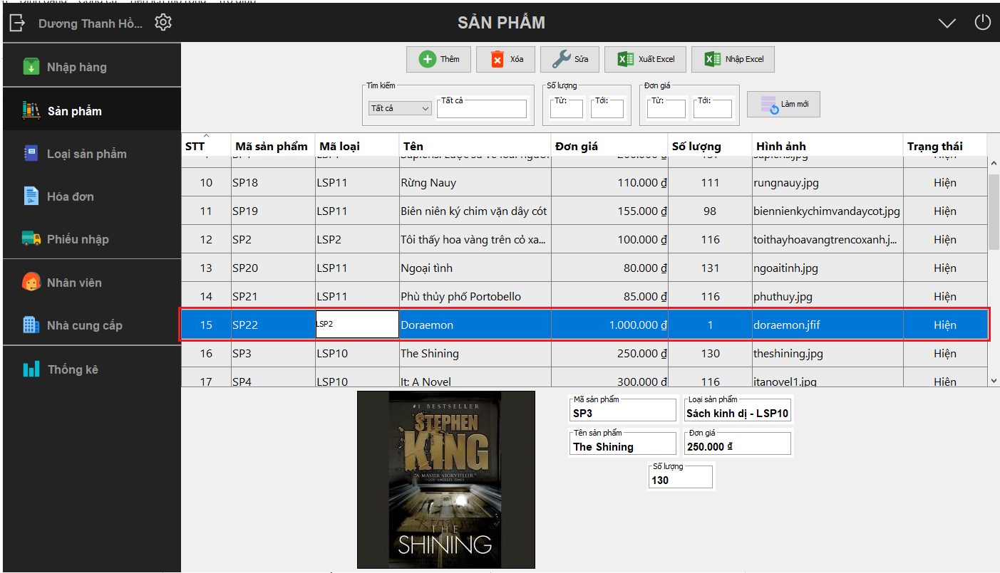 Dương Thanh Hồ...
SẢN PHẨM
Nhập hàng
Sản phẩm
Loại sản phẩm
Hóa đơn
Phiếu nhập
Nhân viên
Nhà cung cấp
Thống kê
Thêm Xóa Sửa Xuất Excel Nhập Excel
Tìm kiếm
Tất cả
Tất cả
Số lượng
Từ: Tới:
Đơn giá
Từ: Tới:
Làm mới
STT Mã sản phẩm Mã loại Tên Đơn giá Số lượng Hình ảnh Trạng thái
10 SP18 LSP11 Rừng Nauy 110.000 ₫ 111 rungnauy.jpg Hiện
11 SP19 LSP11 Biên niên ký chim vặn dây cót 155.000 ₫ 98 biennienkychimvandaycot.jpg Hiện
12 SP2 LSP2 Tôi thấy hoa vàng trên cỏ xa... 100.000 ₫ 116 toithayhoavangtrencoxanh.j... Hiện
13 SP20 LSP11 Ngoại tình 80.000 ₫ 131 ngoaitinh.jpg Hiện
14 SP21 LSP11 Phù thủy phố Portobello 85.000 ₫ 116 phuthuy.jpg Hiện
15 SP22 LSP2 Doraemon 1.000.000 ₫ 1 doraemon.jfif Hiện
16 SP3 LSP10 The Shining 250.000 ₫ 130 theshining.jpg Hiện
17 SP4 LSP10 It: A Novel 300.000 ₫ 116 itanovel1.jpg Hiện
#1 BESTSELLER
STEPHEN
KING
"A MASTER STORYTELLER."
—LOS ANGELES TIMES
THE
SHINING
Mã sản phẩm
SP3
Loại sản phẩm
Sách kinh dị - LSP10
Tên sản phẩm
The Shining
Đơn giá
250.000 ₫
Số lượng
130